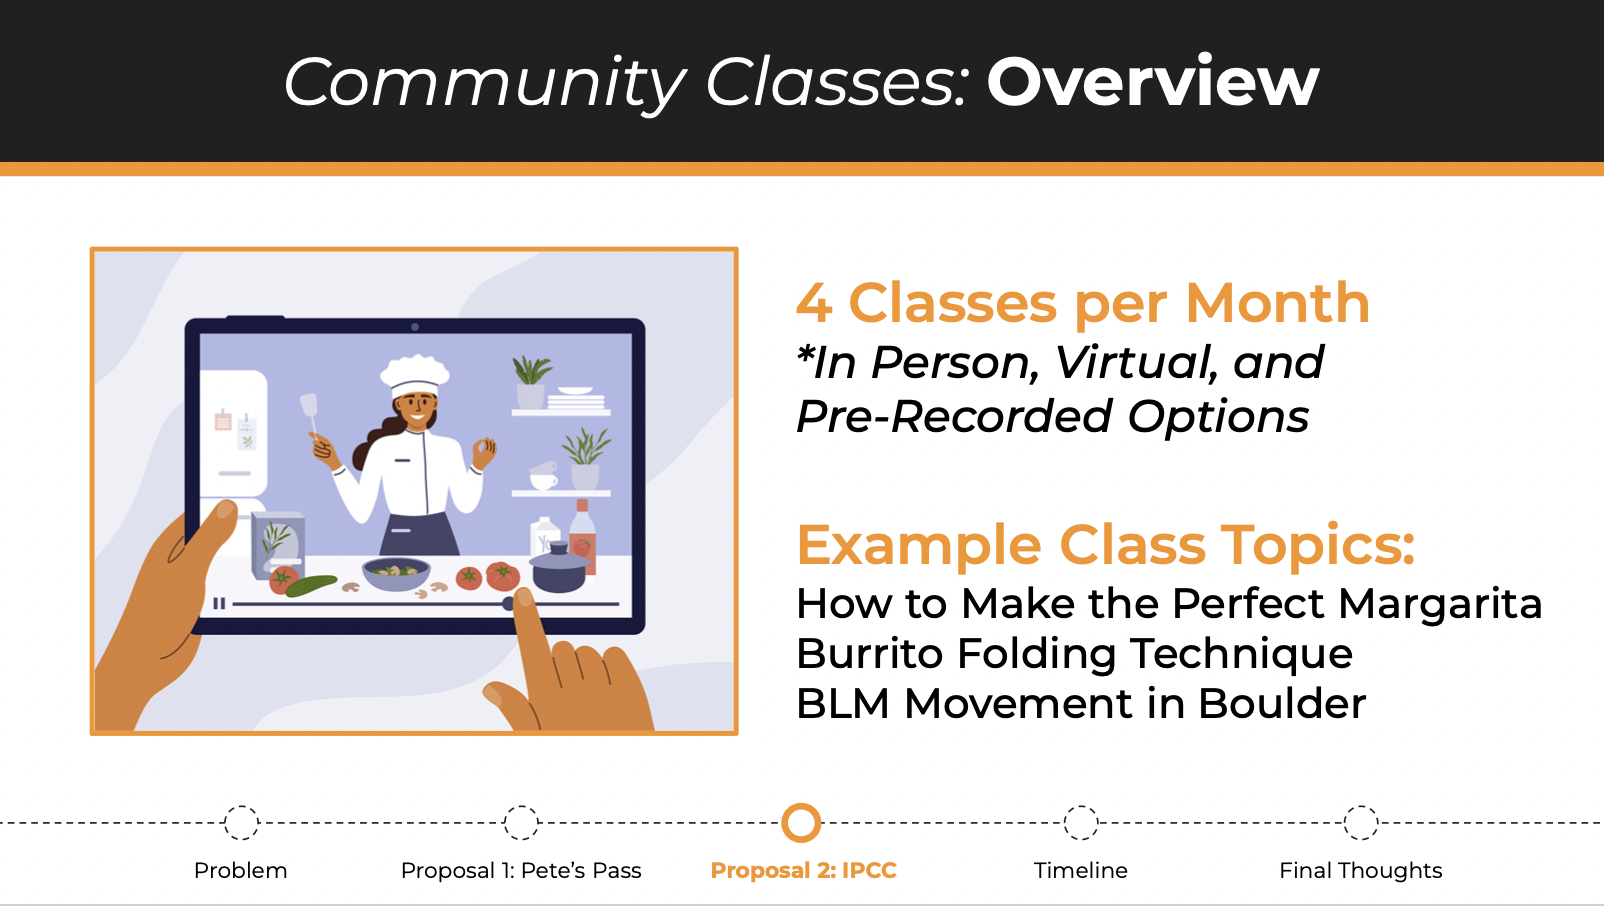 Community Classes: Overview
4 Classes per Month
*In Person, Virtual, and
Pre-Recorded Options
Example Class Topics:
How to Make the Perfect Margarita
Burrito Folding Technique
BLM Movement in Boulder
Yo
Problem
Proposal 1: Pete’s Pass
Proposal 2: IPCC
Timeline
Final Thoughts